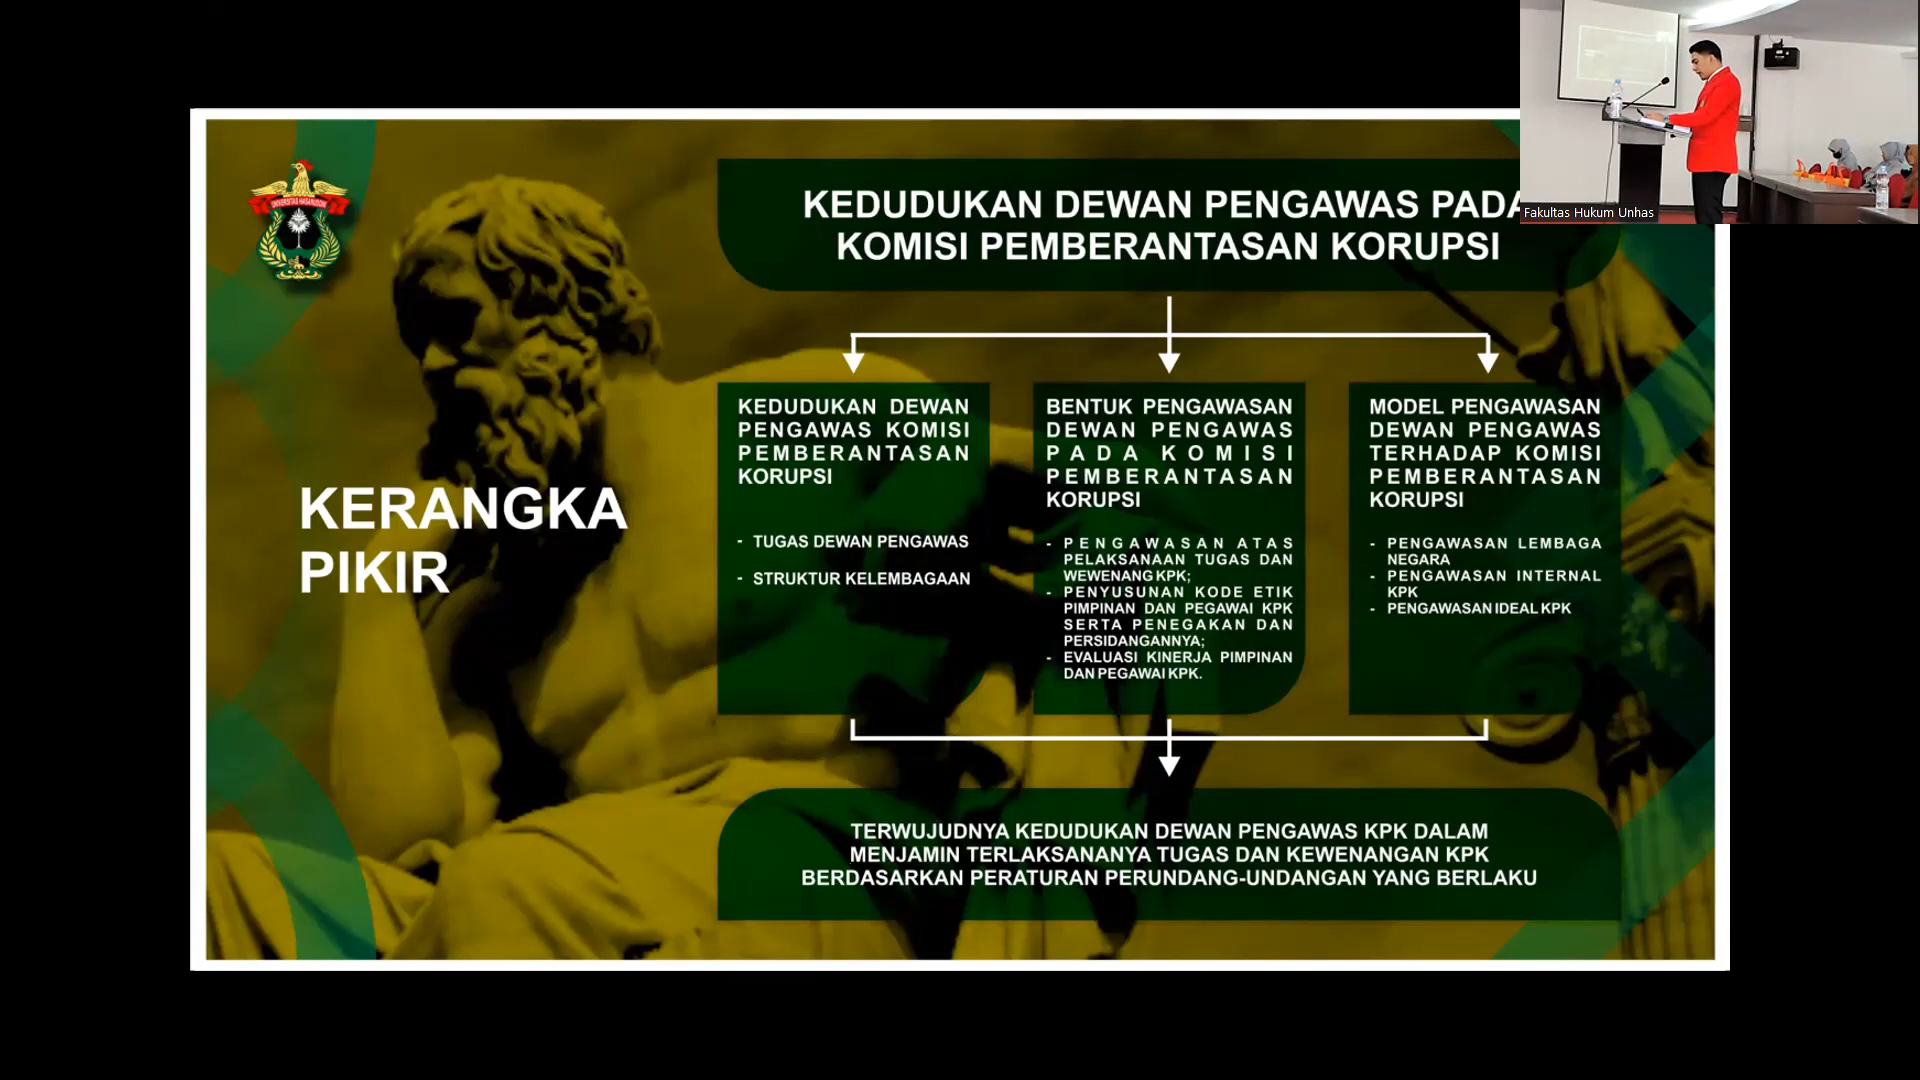 UNIVERSITAS HASANUDDIN
KERANGKA
PIKIR
KEDUDUKAN DEWAN PENGAWAS PADA
KOMISI PEMBERANTASAN KORUPSI
KEDUDUKAN DEWAN
PENGAWAS KOMISI
PEMBERANTASAN
KORUPSI
- TUGAS DEWAN PENGAWAS
- STRUKTUR KELEMBAGAAN
BENTUK PENGAWASAN
DEWAN PENGAWAS
PADA KOMISI
PEMBERANTASAN
KORUPSI
- PENGAWASAN ATAS
PELAKSANAAN TUGAS DAN
WEWENANG KPK;
- PENYUSUNAN KODE ETIK
PIMPINAN DAN PEGAWAI KPK
SERTA PENEGAKAN DAN
PERSIDANGANNYA;
- EVALUASI KINERJA PIMPINAN
DAN PEGAWAI KPK.
MODEL PENGAWASAN
DEWAN PENGAWAS
TERHADAP KOMISI
PEMBERANTASAN
KORUPSI
- PENGAWASAN LEMBAGA
NEGARA
- PENGAWASAN INTERNAL
KPK
- PENGAWASAN IDEAL KPK
TERWUJUDNYA KEDUDUKAN DEWAN PENGAWAS KPK DALAM
MENJAMIN TERLAKSANANYA TUGAS DAN KEWENANGAN KPK
BERDASARKAN PERATURAN PERUNDANG-UNDANGAN YANG BERLAKU
Fakultas Hukum Unhas